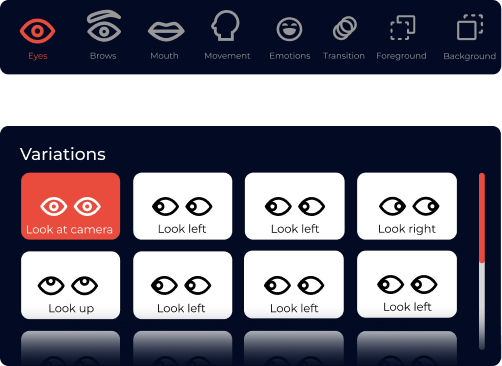 Eyes Brows Mouth Movement Emotions Transition Foreground Background
Variations
Look at camera Look left Look left Look right
Look up Look left Look left Look left